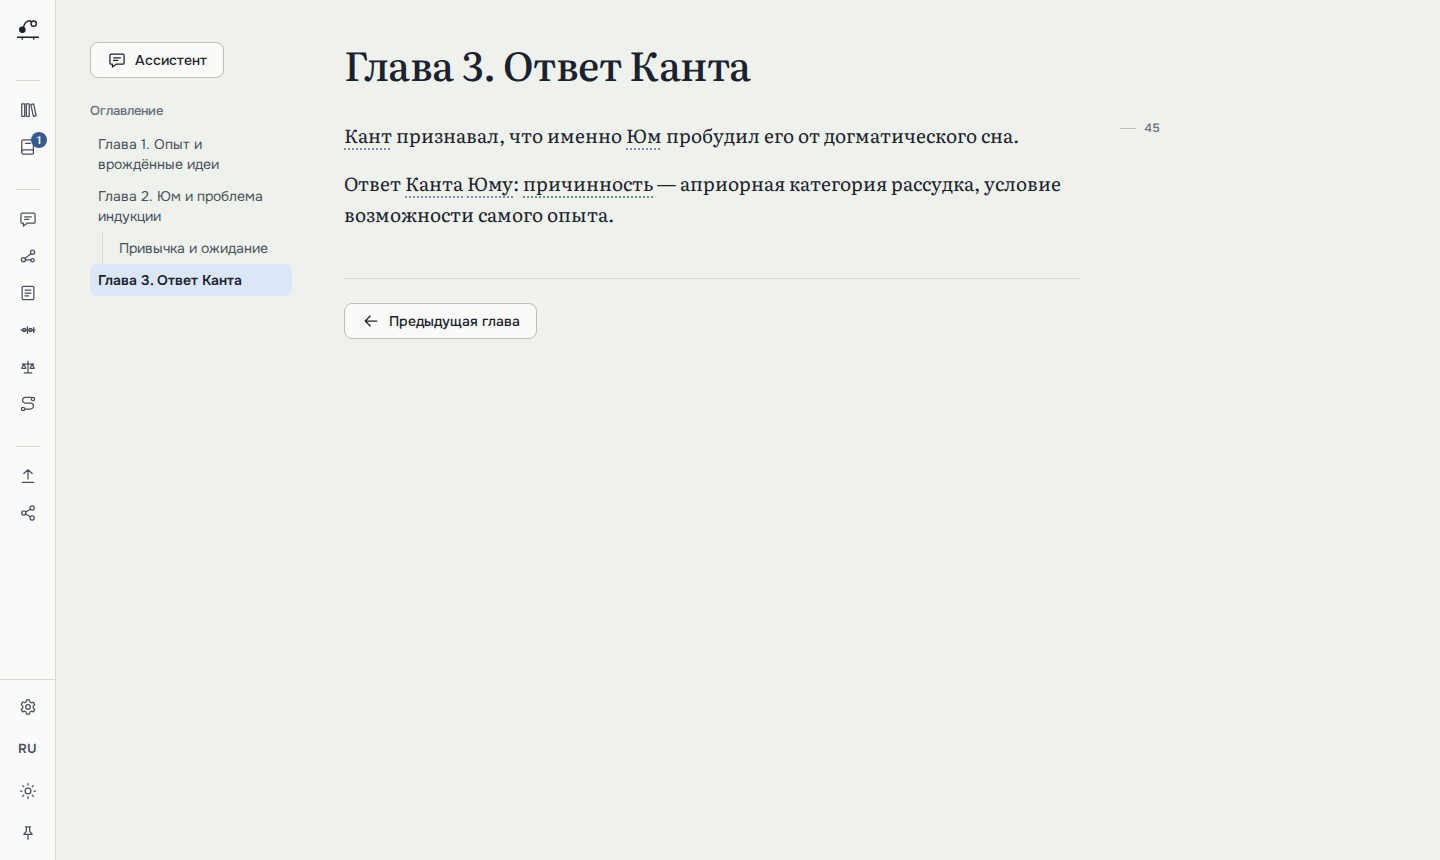 1
RU
Ассистент
Оглавление
Глава 1. Опыт и
врождённые идеи
Глава 2. Юм и проблема
индукции
Привычка и ожидание
Глава 3. Ответ Канта
Глава 3. Ответ Канта
Кант признавал, что именно Юм пробудил его от догматического сна.
45
Ответ Канта Юму: причинность — априорная категория рассудка, условие
возможности самого опыта.
Предыдущая глава